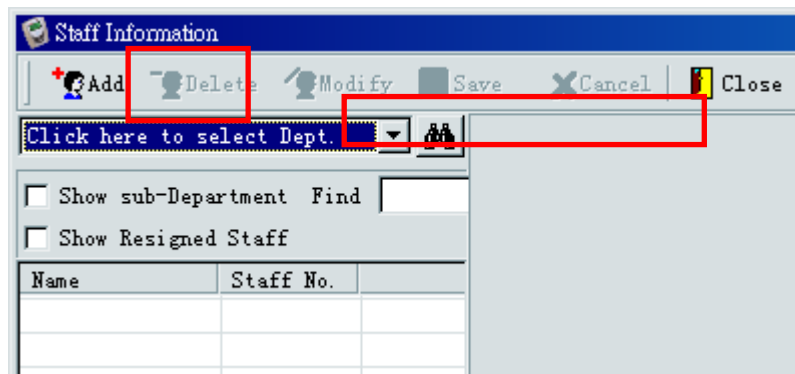 Staff Information
Add Delete Modify Save Cancel Close
Click here to select Dept.
Show sub-Department Find
Show Resigned Staff
Name Staff No.